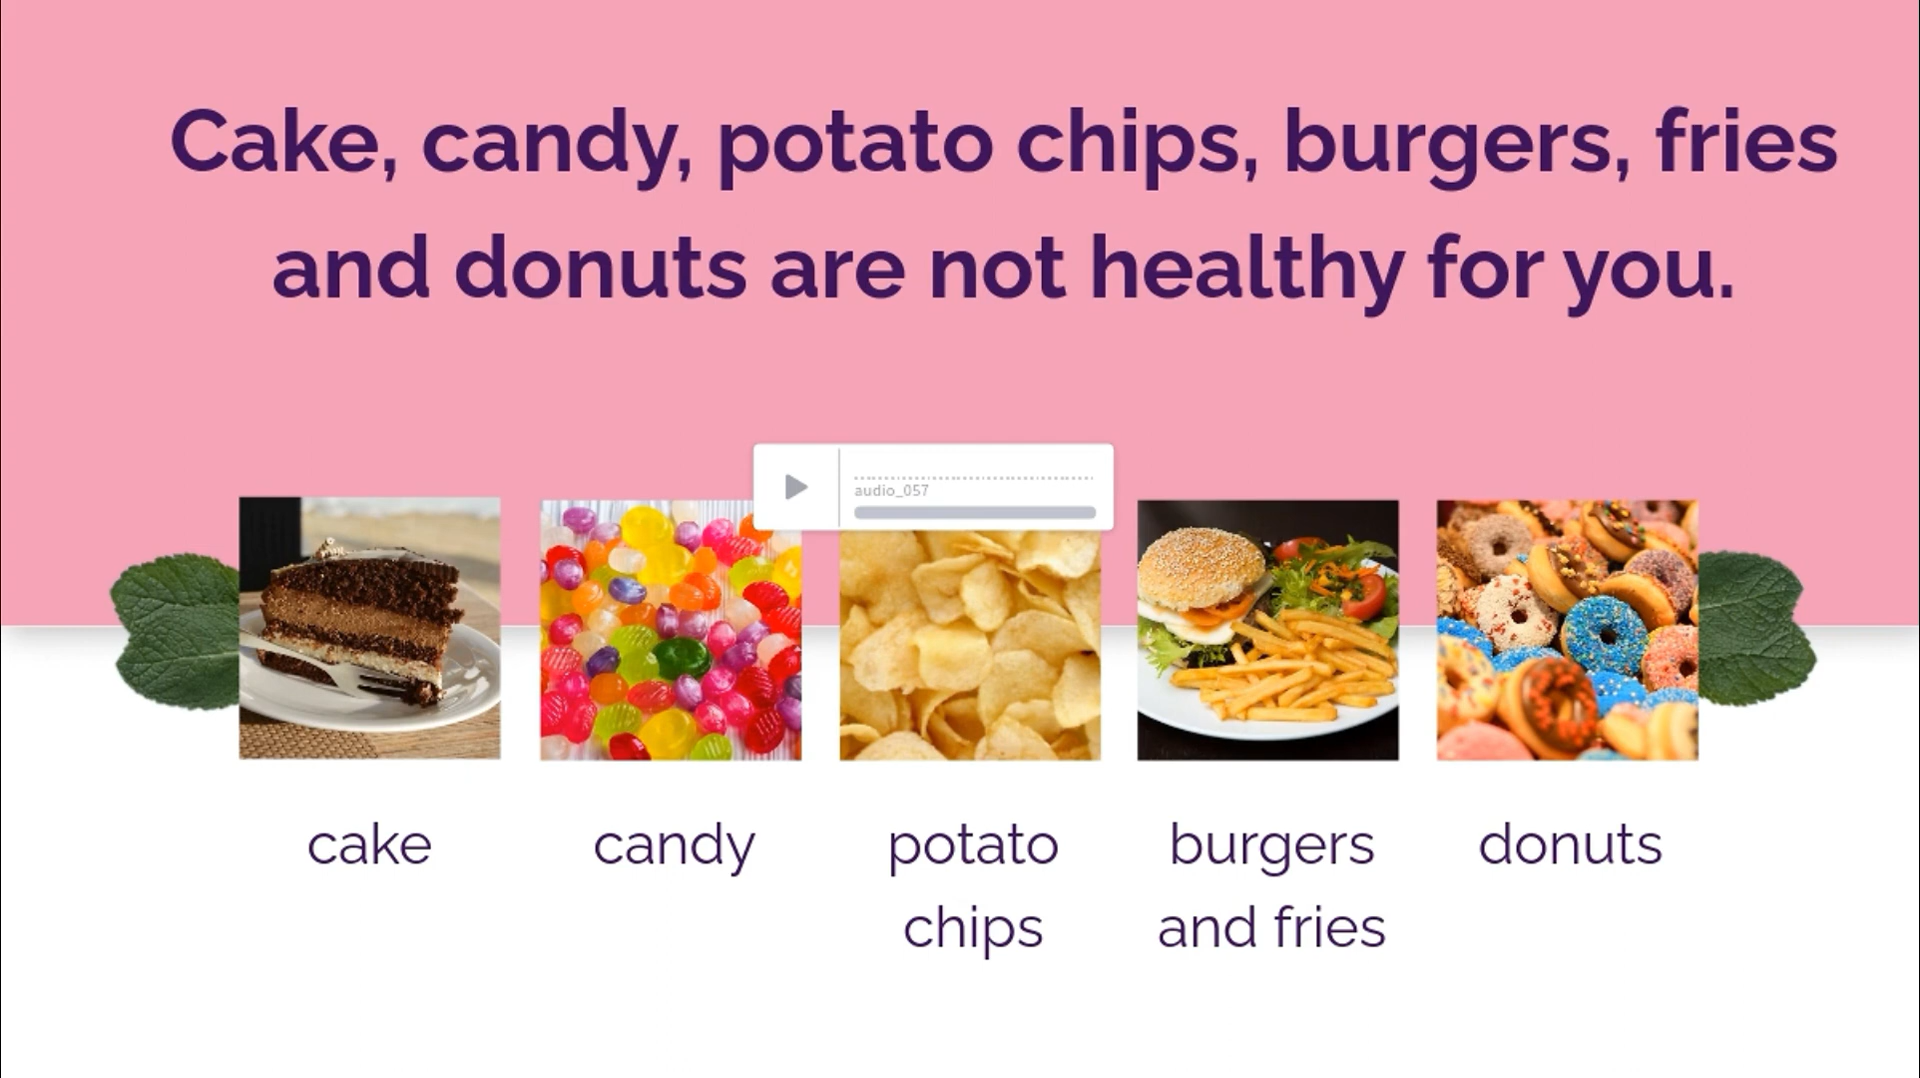 Cake, candy, potato chips, burgers, fries
and donuts are not healthy for you.
audio_057
cake
candy
potato
chips
burgers
and fries
donuts